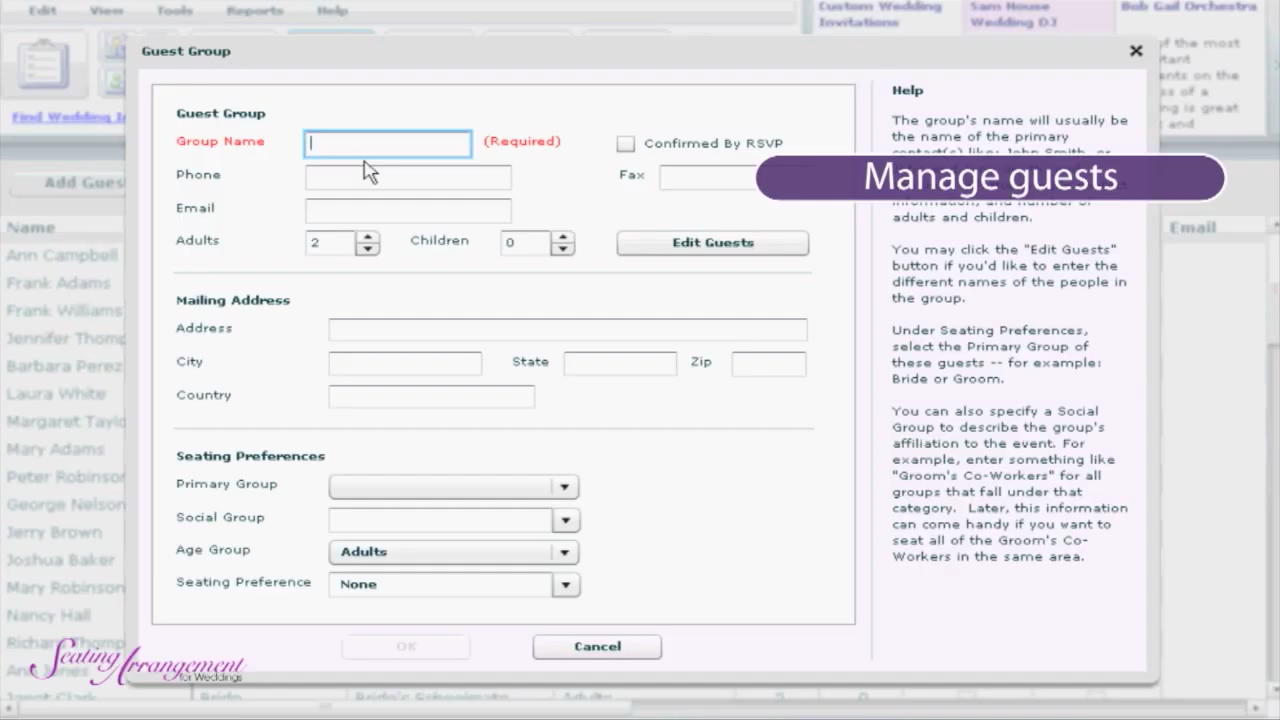 Edit View Tools Reports Help
Custom Wedding Invitations
Sam House Wedding DJ
Bob Gail Orchestra
Guest Group
Find Wedding
Add Guest
Name
Ann Campbell
Frank Adams
Frank Williams
Jennifer
Barbara Perez
Laura White
Margaret
Mary Adams
Peter Robinson
George Nelson
Jerry Brown
Joshua Baker
Mary Robinson
Nancy Hall
Guest Group
Group Name (Required) Confirmed By RSVP
Phone Fax
Email
Adults 2 Children 0 Edit Guests
Mailing Address
Address
City State Zip
Country
Seating Preferences
Primary Group
Social Group
Age Group Adults
Seating Preference None
OK Cancel
Help
The group's name will usually be
the name of the primary
contact(s) like: John Smith, or
Manage guests
information, and number of
adults and children.
You may click the "Edit Guests"
button if you'd like to enter the
different names of the people in
the group.
Under Seating Preferences,
select the Primary Group of
these guests -- for example:
Bride or Groom.
You can also specify a Social
Group to describe the group's
affiliation to the event. For
example, enter something like
"Groom's Co-Workers" for all
groups that fall under that
category. Later, this information
can come handy if you want to
seat all of the Groom's Co-
Workers in the same area.
Email
Seating Arrangement
for Weddings